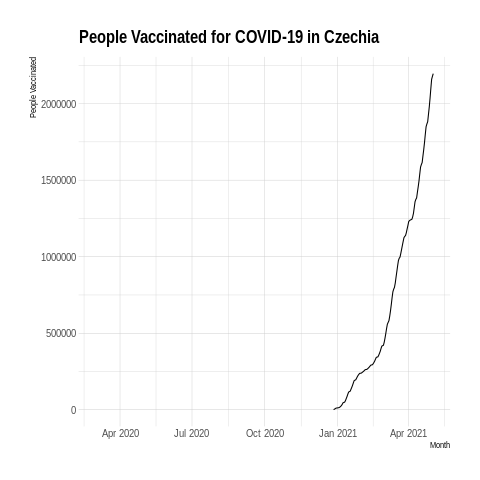 People Vaccinated for COVID-19 in Czechia
People Vaccinated
2000000
1500000
1000000
500000
0
Apr 2020 Jul 2020 Oct 2020 Jan 2021 Apr 2021
Month